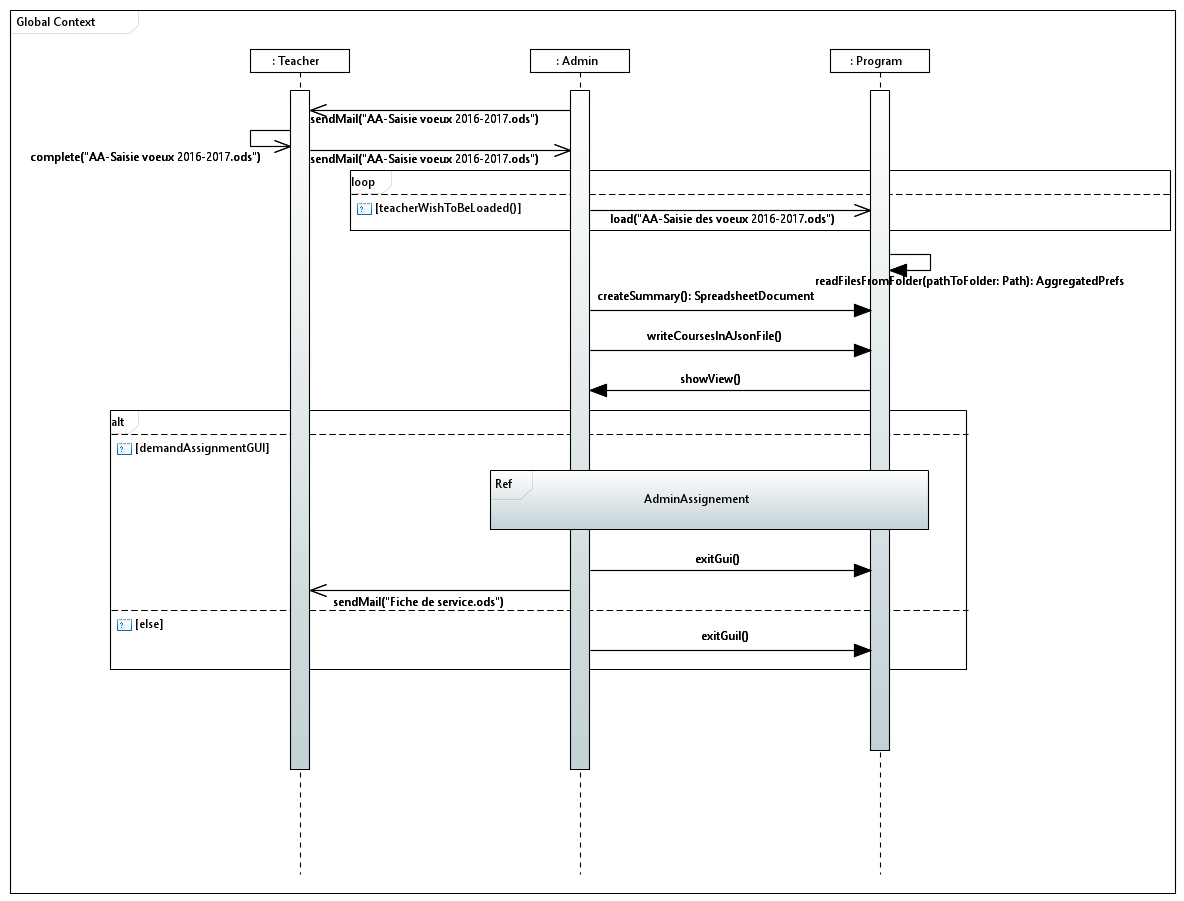 Global Context
: Teacher
: Admin
: Program
sendMail("AA-Saisie voeux 2016-2017.ods")
complete("AA-Saisie voeux 2016-2017.ods")
sendMail("AA-Saisie voeux 2016-2017.ods")
loop
[teacherWishToBeLoaded()]
load("AA-Saisie des voeux 2016-2017.ods")
readFilesFromFolder(pathToFolder: Path): AggregatedPrefs
createSummary(): SpreadsheetDocument
writeCoursesInAJsonFile()
showView()
alt
[demandAssignmentGUI]
Ref
AdminAssignement
exitGui()
sendMail("Fiche de service.ods")
[else]
exitGuiI()